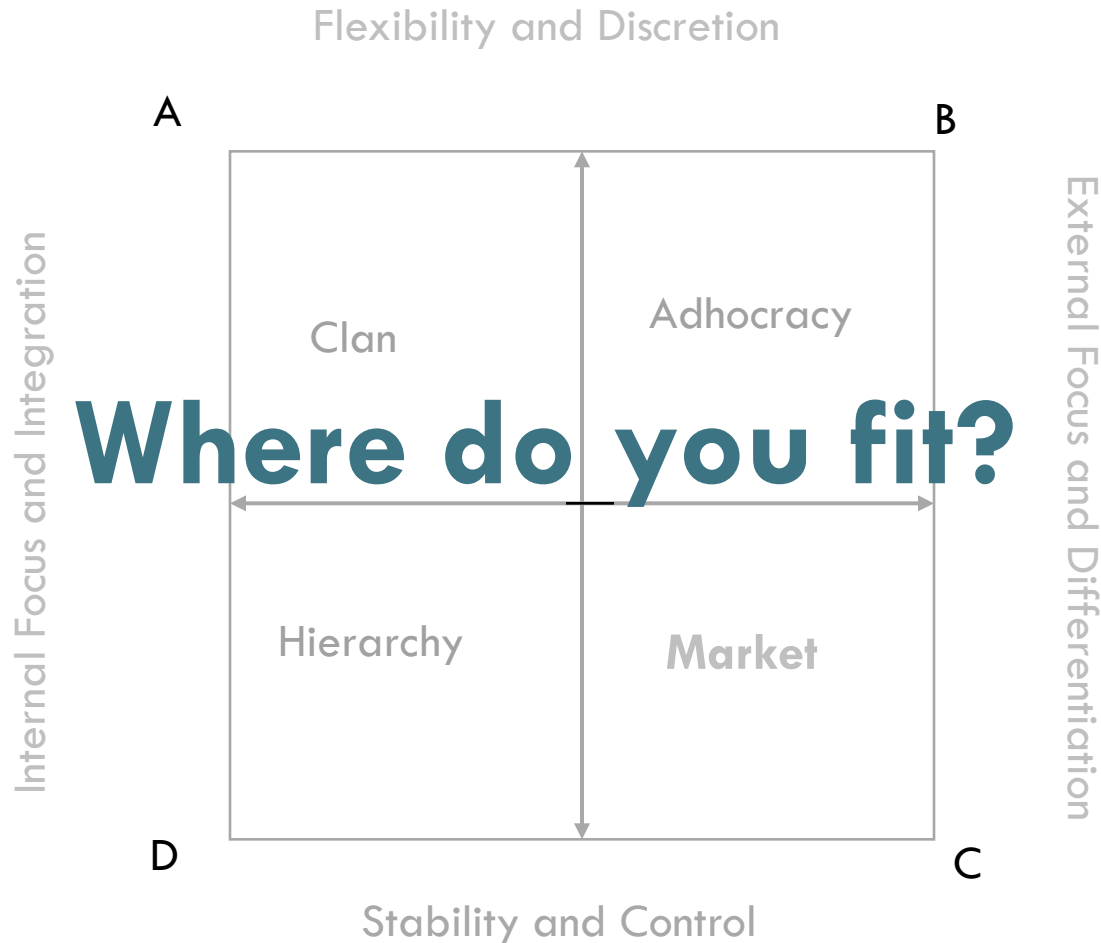 Flexibility and Discretion
A
B
Internal Focus and Integration
External Focus and Differentiation
Clan
Adhocracy
Where do you fit?
Hierarchy
Market
D
C
Stability and Control